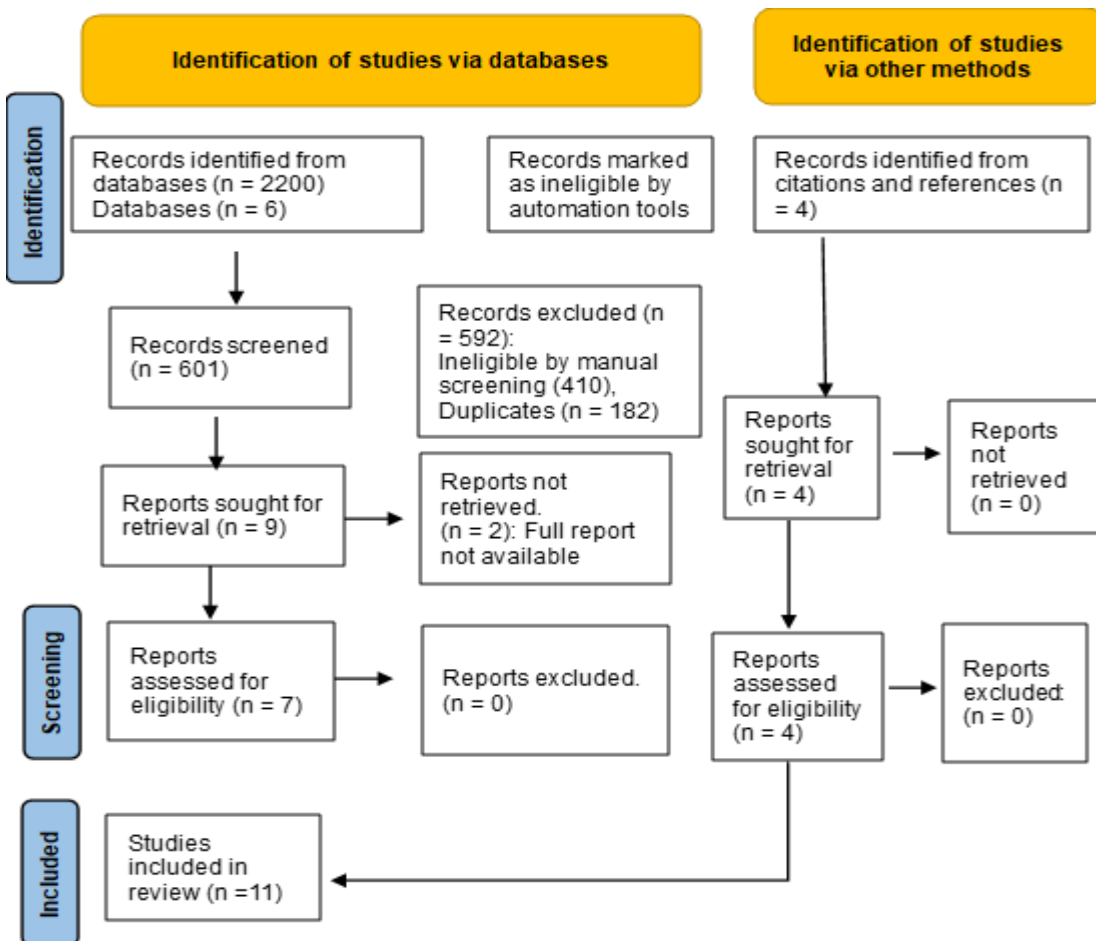 Identification of studies via databases
Identification of studies
via other methods
Identification
Records identified from
databases (n = 2200)
Databases (n = 6)
Records marked
as ineligible by
automation tools
Records identified from
citations and references (n
= 4)
Records screened
(n = 601)
Records excluded (n
= 592):
Ineligible by manual
screening (410),
Duplicates (n = 182)
Reports
sought for
retrieval
(n = 4)
Reports
not
retrieved
(n = 0)
Reports sought for
retrieval (n = 9)
Reports not
retrieved.
(n = 2): Full report
not available
Screening
Reports
assessed for
eligibility (n = 7)
Reports excluded.
(n = 0)
Reports
assessed
for eligibility
(n = 4)
Reports
excluded:
(n = 0)
Included
Studies
included in
review (n =11)